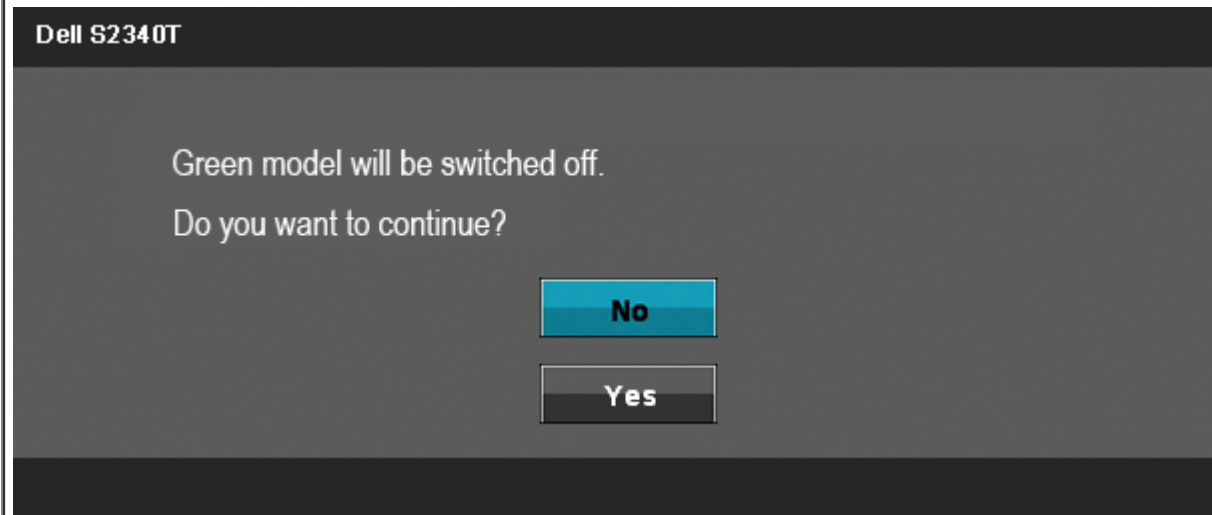 Dell S2340T
Green model will be switched off.
Do you want to continue?
No
Yes